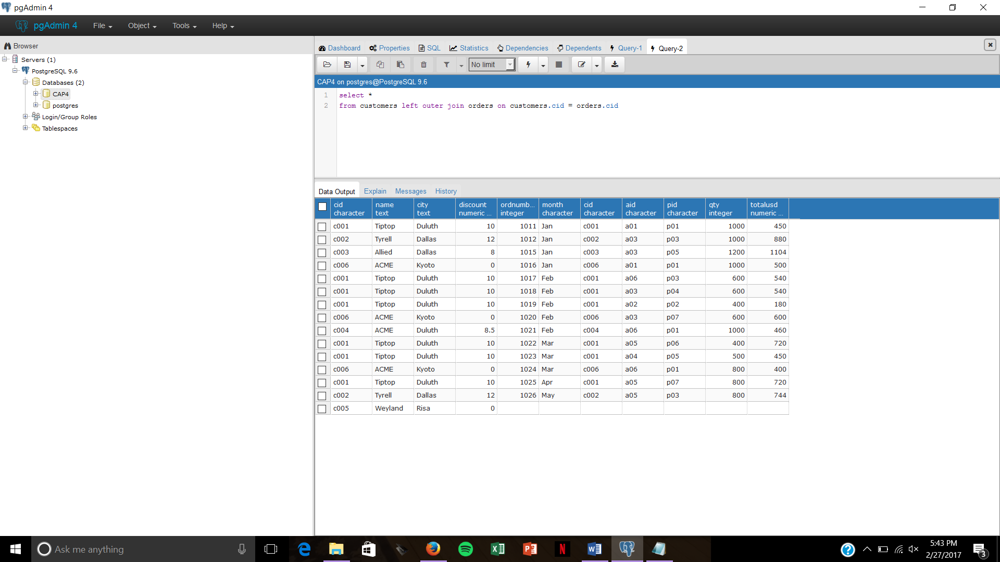 pgAdmin 4
pgAdmin 4 File Object Tools Help
Browser
Servers (1)
PostgreSQL 9.6
Databases (2)
CAP4
postgres
Login/Group Roles
Tablespaces
Dashboard Properties SQL Statistics Dependencies Dependents Query-1 Query-2
No limit
CAP4 on postgres@PostgreSQL 9.6
1 select *
2 from customers left outer join orders on customers.cid = orders.cid
Data Output Explain Messages History
cid name city discount ordnumb... month cid aid pid qty totalusd
character text text numeric ... integer character character character character integer numeric ...
c001 Tiptop Duluth 10 1011 Jan c001 a01 p01 1000 450
c002 Tyrell Dallas 12 1012 Jan c002 a03 p03 1000 880
c003 Allied Dallas 8 1015 Jan c003 a03 p05 1200 1104
c006 ACME Kyoto 0 1016 Jan c006 a01 p01 1000 500
c001 Tiptop Duluth 10 1017 Feb c001 a06 p03 600 540
c001 Tiptop Duluth 10 1018 Feb c001 a03 p04 600 540
c001 Tiptop Duluth 10 1019 Feb c001 a02 p02 400 180
c006 ACME Kyoto 0 1020 Feb c006 a03 p07 600 600
c004 ACME Duluth 8.5 1021 Feb c004 a06 p01 1000 460
c001 Tiptop Duluth 10 1022 Mar c001 a05 p06 400 720
c001 Tiptop Duluth 10 1023 Mar c001 a04 p05 500 450
c006 ACME Kyoto 0 1024 Mar c006 a06 p01 800 400
c001 Tiptop Duluth 10 1025 Apr c001 a05 p07 800 720
c002 Tyrell Dallas 12 1026 May c002 a05 p03 800 744
c005 Weyland Risa 0
Ask me anything
5:43 PM
2/27/2017
3